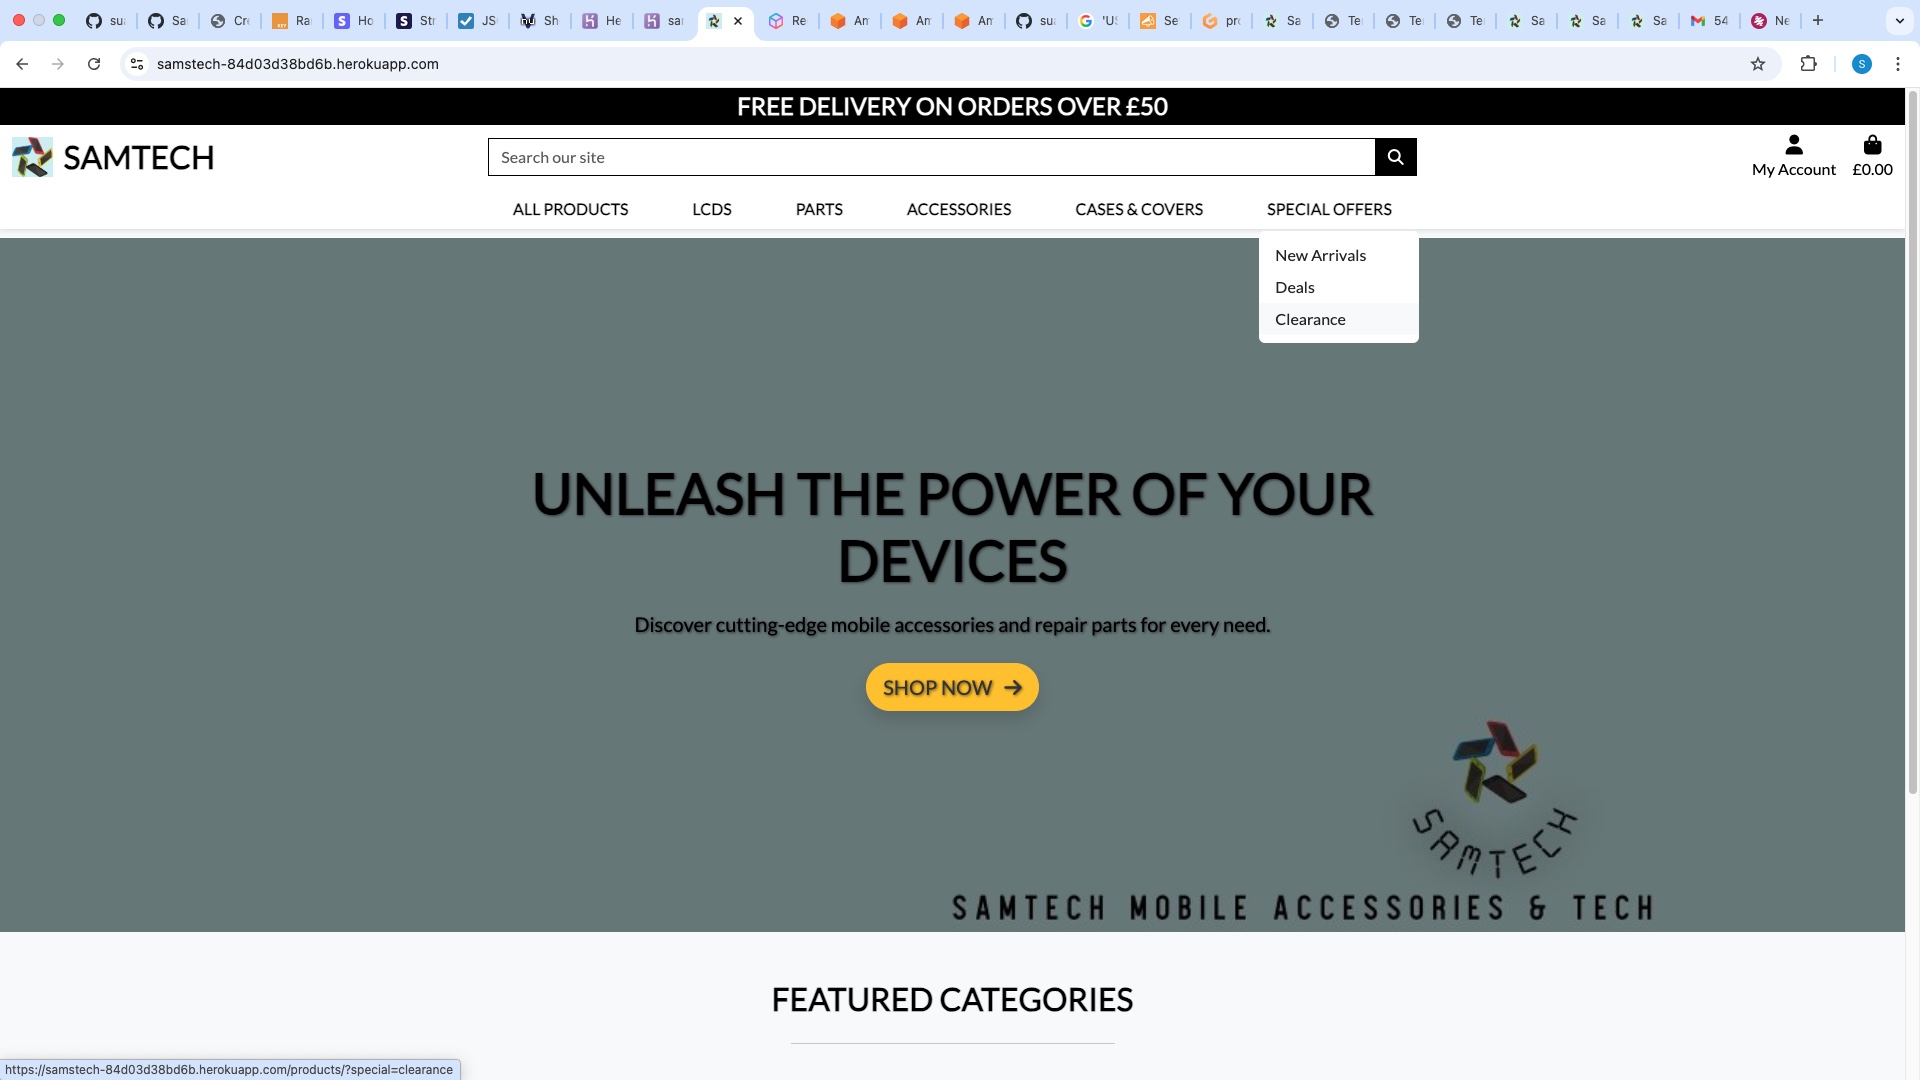 su
Sa
Cr
Ra
Ho
Str
JS
Sh
He
sa
Re
An
An
An
su
'U
Se
pr
Sa
Te
Te
Te
Sa
Sa
Sa
54
Ne
samstech-84d03d38bd6b.herokuapp.com
S
FREE DELIVERY ON ORDERS OVER £50
SAMTECH
Search our site
My Account
£0.00
ALL PRODUCTS LCDS PARTS ACCESSORIES CASES & COVERS SPECIAL OFFERS
New Arrivals
Deals
Clearance
UNLEASH THE POWER OF YOUR
DEVICES
Discover cutting-edge mobile accessories and repair parts for every need.
SHOP NOW
SAMTECH
SAMTECH MOBILE ACCESSORIES & TECH
FEATURED CATEGORIES
https://samstech-84d03d38bd6b.herokuapp.com/products/?special=clearance